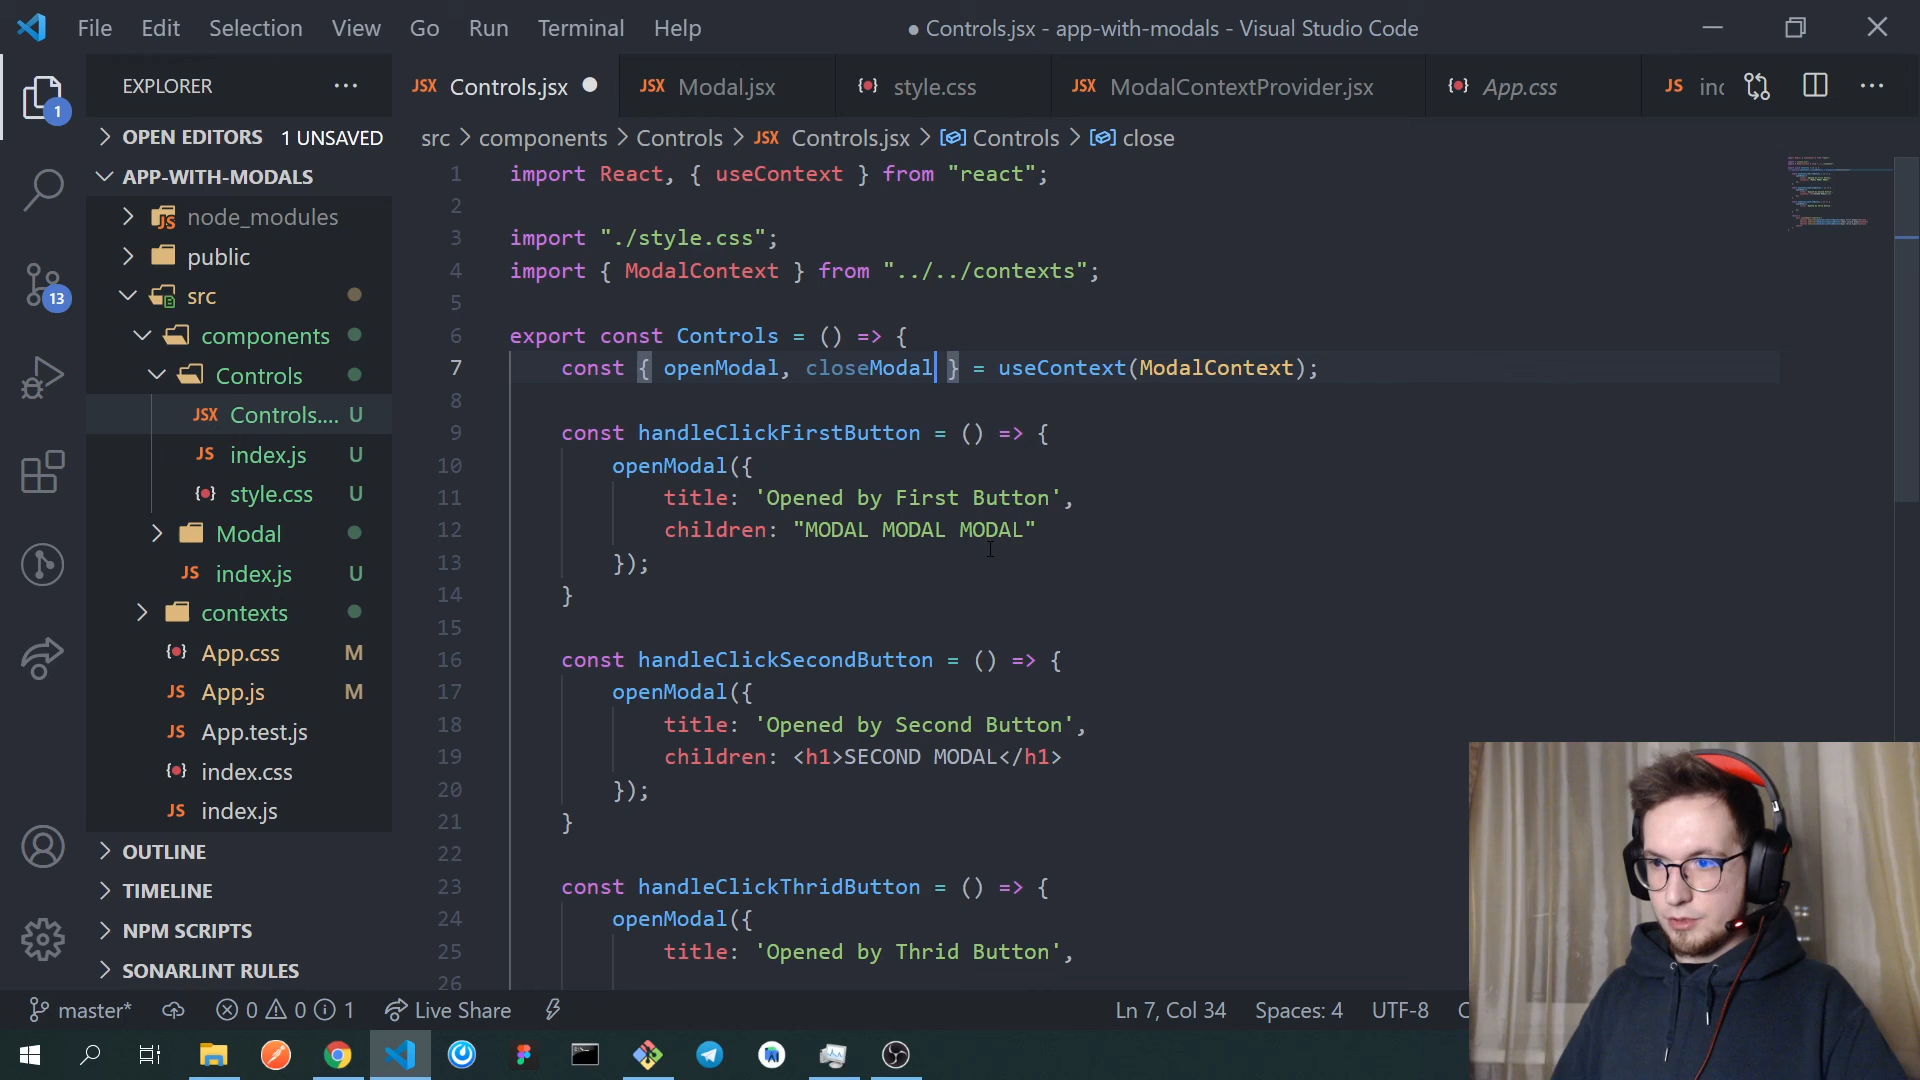 File Edit Selection View Go Run Terminal Help
● Controls.jsx - app-with-modals - Visual Studio Code
EXPLORER
JSX Controls.jsx
JSX Modal.jsx
style.css
JSX ModalContextProvider.jsx
App.css
JS inc
OPEN EDITORS 1 UNSAVED
src > components > Controls > JSX Controls.jsx > Controls > close
APP-WITH-MODALS
node_modules
public
src
components
Controls
JSX Controls.... U
JS index.js U
style.css U
Modal
JS index.js U
contexts
App.css M
JS App.js M
JS App.test.js
index.css
JS index.js
OUTLINE
TIMELINE
NPM SCRIPTS
SONARLINT RULES
1
13
1 import React, { useContext } from "react";
2
3 import "./style.css";
4 import { ModalContext } from "../../contexts";
5
6 export const Controls = () => {
7 const { openModal, closeModal } = useContext(ModalContext);
8
9 const handleClickFirstButton = () => {
10 openModal({
11 title: 'Opened by First Button',
12 children: "MODAL MODAL MODAL"
13 });
14 }
15
16 const handleClickSecondButton = () => {
17 openModal({
18 title: 'Opened by Second Button',
19 children: <h1>SECOND MODAL</h1>
20 });
21 }
22
23 const handleClickThridButton = () => {
24 openModal({
25 title: 'Opened by Thrid Button',
26
master* 0 0 1 Live Share Ln 7, Col 34 Spaces: 4 UTF-8 C